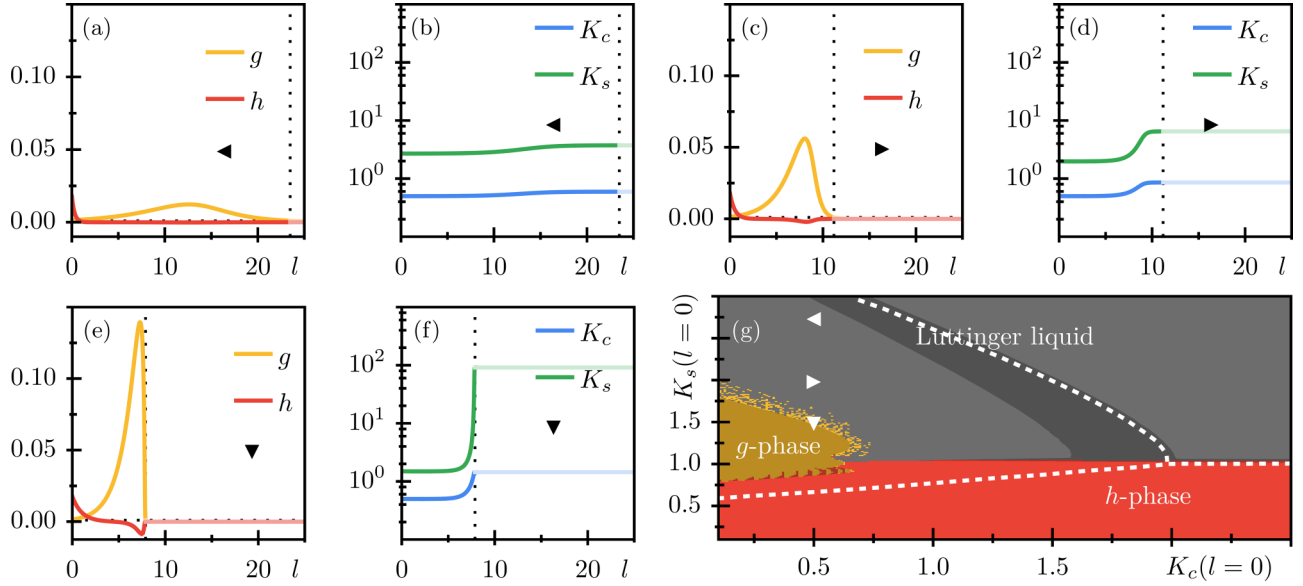 (a)
g
h
0.10
0.05
0.00
0 10 20 l
(b)
K_c
K_s
10^2
10^1
10^0
0 10 20 l
(c)
g
h
0.10
0.05
0.00
0 10 20 l
(d)
K_c
K_s
10^2
10^1
10^0
0 10 20 l
(e)
g
h
0.10
0.05
0.00
0 10 20 l
(f)
K_c
K_s
10^2
10^1
10^0
0 10 20 l
(g)
K_s(l = 0)
1.5
1.0
0.5
Luttinger liquid
g-phase
h-phase
0.5 1.0 1.5 K_c(l = 0)